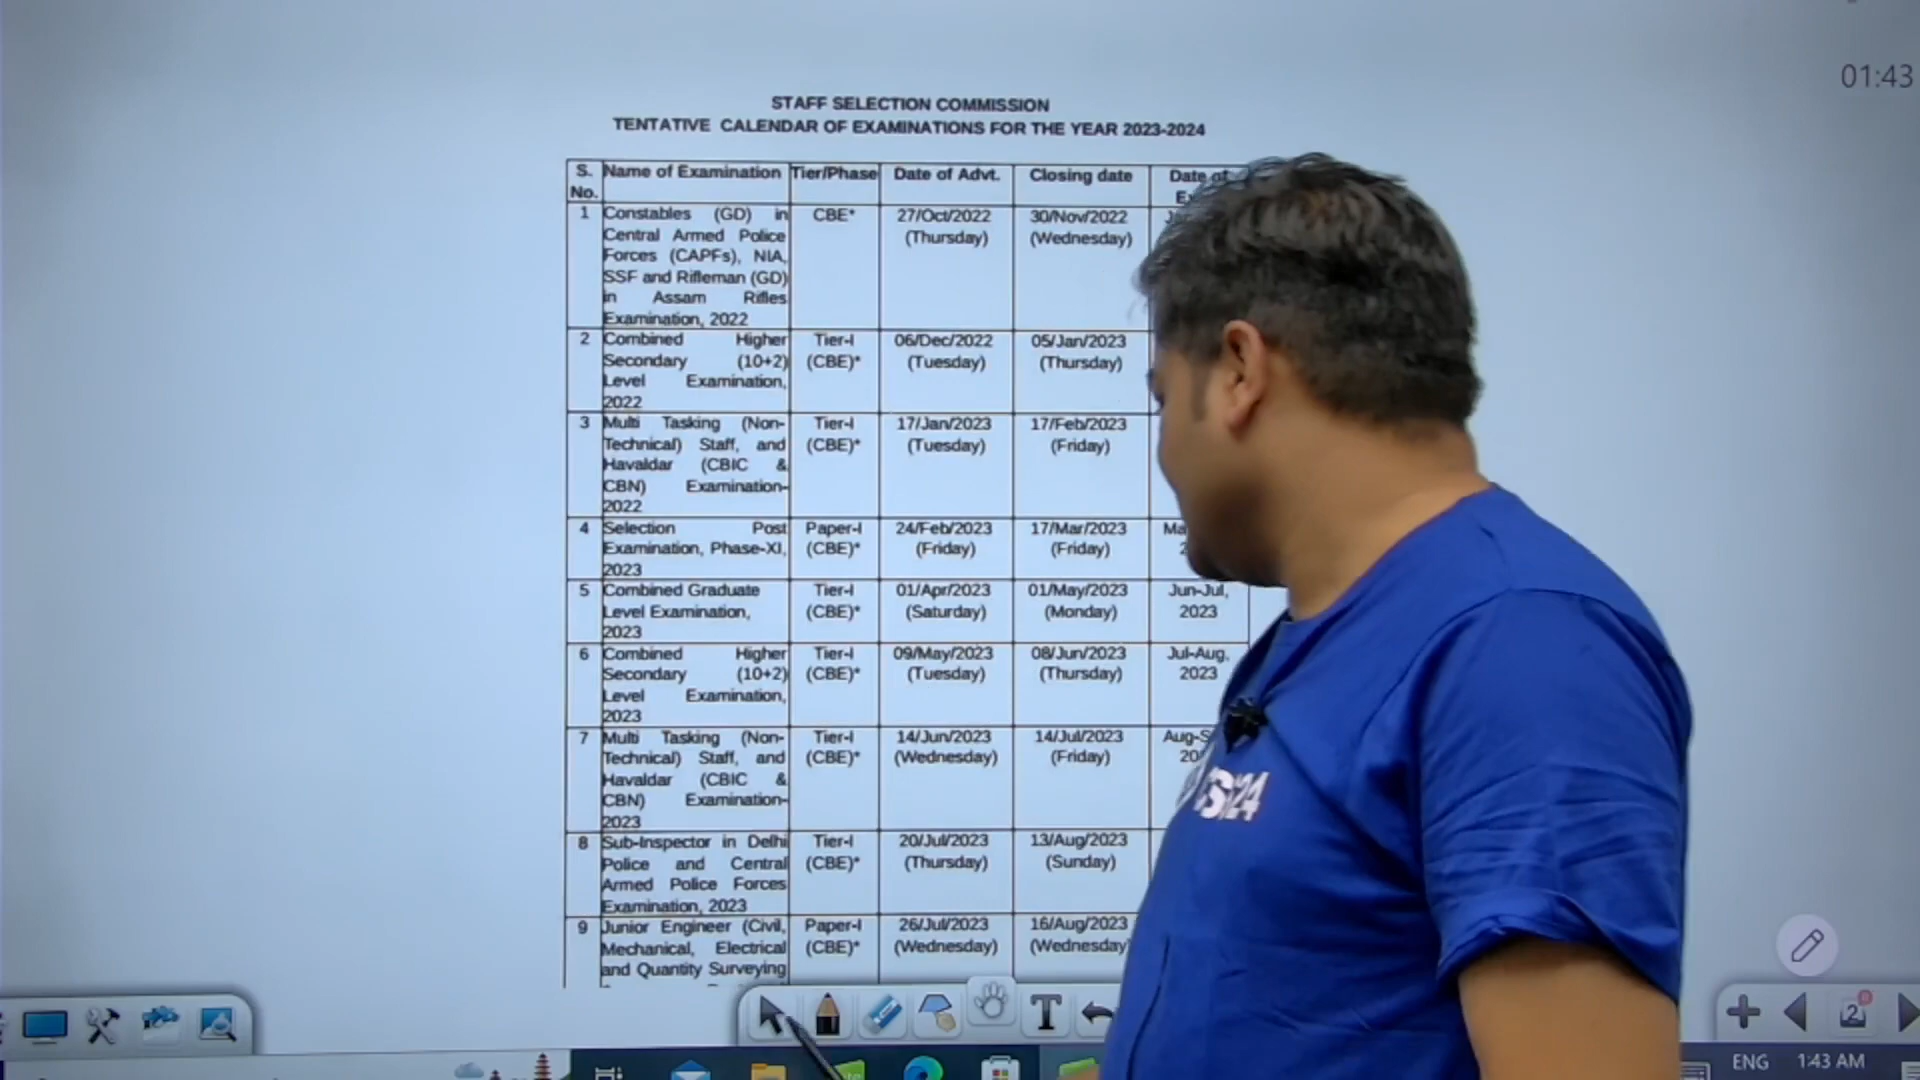 01:43
STAFF SELECTION COMMISSION
TENTATIVE CALENDAR OF EXAMINATIONS FOR THE YEAR 2023-2024
S. No. Name of Examination Tier/Phase Date of Advt. Closing date Date of
1 Constables (GD) in Central Armed Police Forces (CAPFs), NIA, SSF and Rifleman (GD) in Assam Rifles Examination, 2022 CBE* 27/Oct/2022 (Thursday) 30/Nov/2022 (Wednesday)
2 Combined Higher Secondary (10+2) Level Examination, 2022 Tier-I (CBE)* 06/Dec/2022 (Tuesday) 05/Jan/2023 (Thursday)
3 Multi Tasking (Non-Technical) Staff, and Havaldar (CBIC & CBN) Examination-2022 Tier-I (CBE)* 17/Jan/2023 (Tuesday) 17/Feb/2023 (Friday)
4 Selection Post Examination, Phase-XI, 2023 Paper-I (CBE)* 24/Feb/2023 (Friday) 17/Mar/2023 (Friday)
5 Combined Graduate Level Examination, 2023 Tier-I (CBE)* 01/Apr/2023 (Saturday) 01/May/2023 (Monday) Jun-Jul, 2023
6 Combined Higher Secondary (10+2) Level Examination, 2023 Tier-I (CBE)* 09/May/2023 (Tuesday) 08/Jun/2023 (Thursday) Jul-Aug, 2023
7 Multi Tasking (Non-Technical) Staff, and Havaldar (CBIC & CBN) Examination-2023 Tier-I (CBE)* 14/Jun/2023 (Wednesday) 14/Jul/2023 (Friday)
8 Sub-Inspector in Delhi Police and Central Armed Police Forces Examination, 2023 Tier-I (CBE)* 20/Jul/2023 (Thursday) 13/Aug/2023 (Sunday)
9 Junior Engineer (Civil, Mechanical, Electrical and Quantity Surveying Paper-I (CBE)* 26/Jul/2023 (Wednesday) 16/Aug/2023 (Wednesday)
2
ENG 1:43 AM